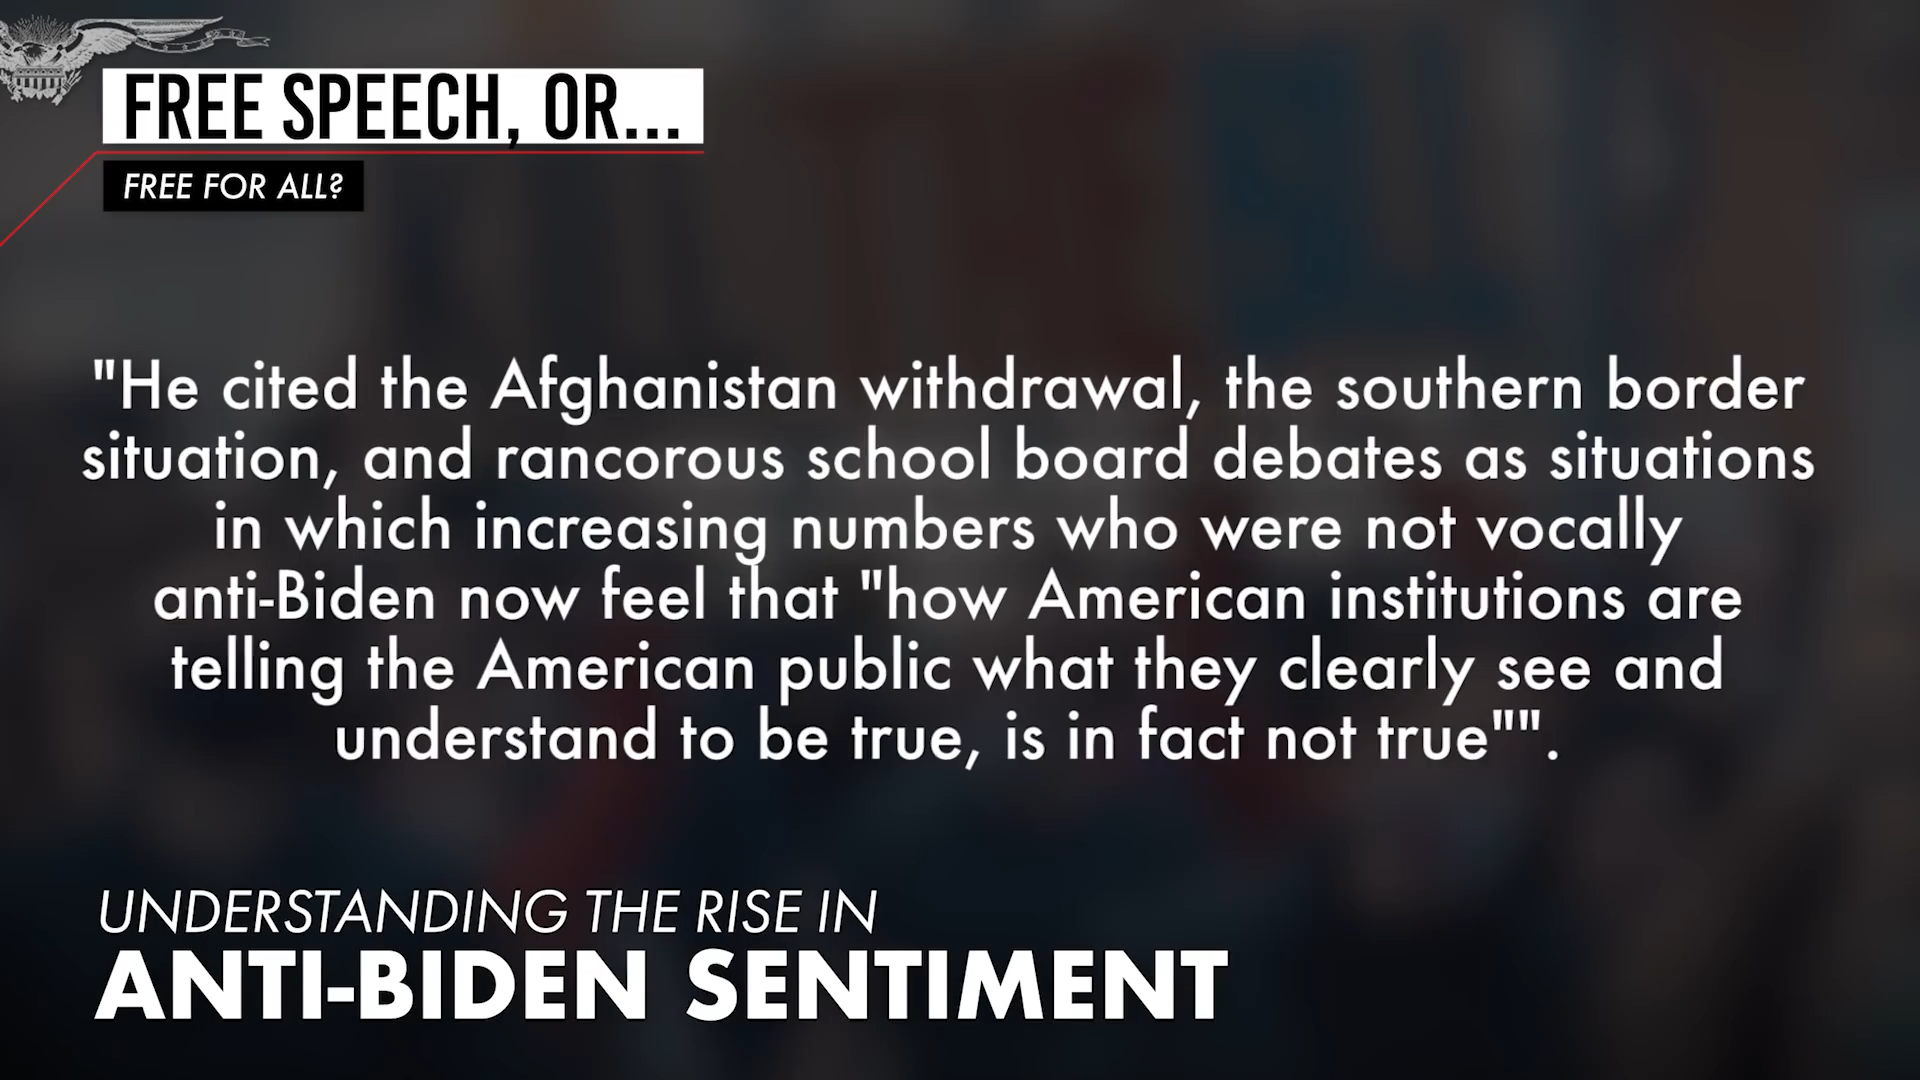 FREE SPEECH, OR...
FREE FOR ALL?
"He cited the Afghanistan withdrawal, the southern border
situation, and rancorous school board debates as situations
in which increasing numbers who were not vocally
anti-Biden now feel that "how American institutions are
telling the American public what they clearly see and
understand to be true, is in fact not true"".
UNDERSTANDING THE RISE IN
ANTI-BIDEN SENTIMENT